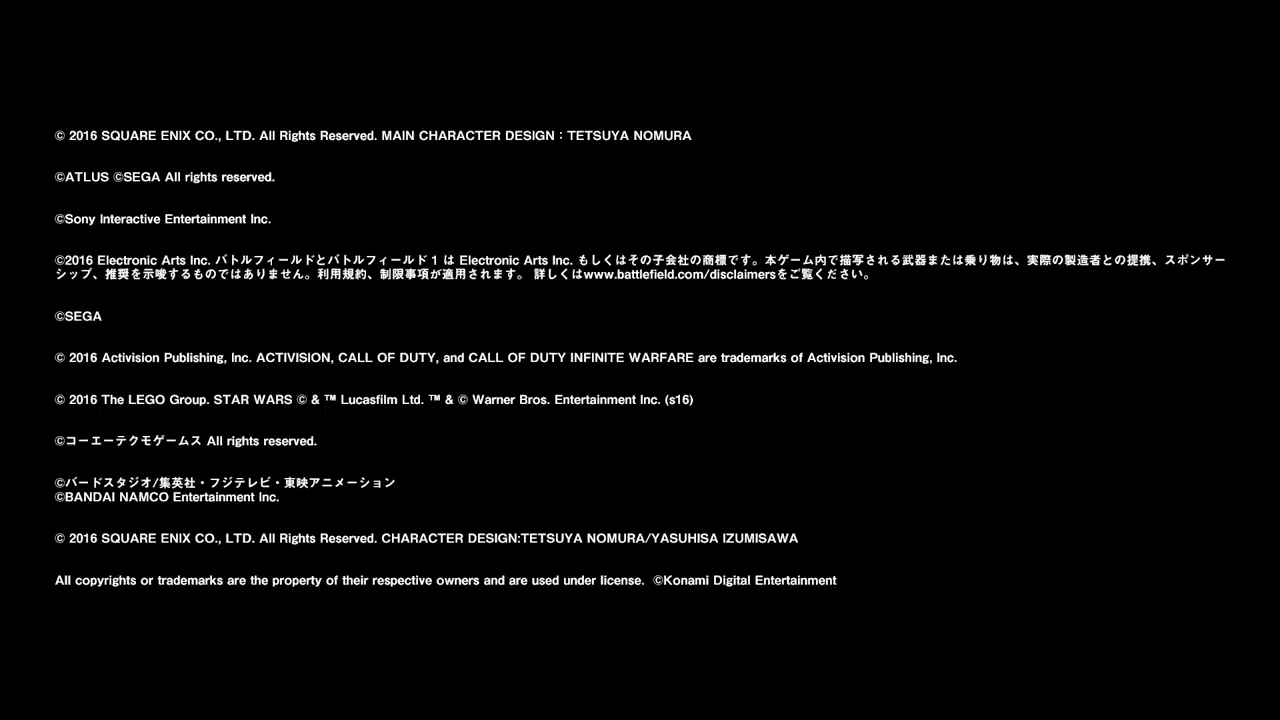 © 2016 SQUARE ENIX CO., LTD. All Rights Reserved. MAIN CHARACTER DESIGN：TETSUYA NOMURA
©ATLUS ©SEGA All rights reserved.
©Sony Interactive Entertainment Inc.
©2016 Electronic Arts Inc. バトルフィールドとバトルフィールド 1 は Electronic Arts Inc. もしくはその子会社の商標です。本ゲーム内で描写される武器または乗り物は、実際の製造者との提携、スポンサー
シップ、推奨を示唆するものではありません。利用規約、制限事項が適用されます。 詳しくはwww.battlefield.com/disclaimersをご覧ください。
©SEGA
© 2016 Activision Publishing, Inc. ACTIVISION, CALL OF DUTY, and CALL OF DUTY INFINITE WARFARE are trademarks of Activision Publishing, Inc.
© 2016 The LEGO Group. STAR WARS © & ™ Lucasfilm Ltd. ™ & © Warner Bros. Entertainment Inc. (s16)
©コーエーテクモゲームス All rights reserved.
©バードスタジオ/集英社・フジテレビ・東映アニメーション
©BANDAI NAMCO Entertainment Inc.
© 2016 SQUARE ENIX CO., LTD. All Rights Reserved. CHARACTER DESIGN:TETSUYA NOMURA/YASUHISA IZUMISAWA
All copyrights or trademarks are the property of their respective owners and are used under license. ©Konami Digital Entertainment